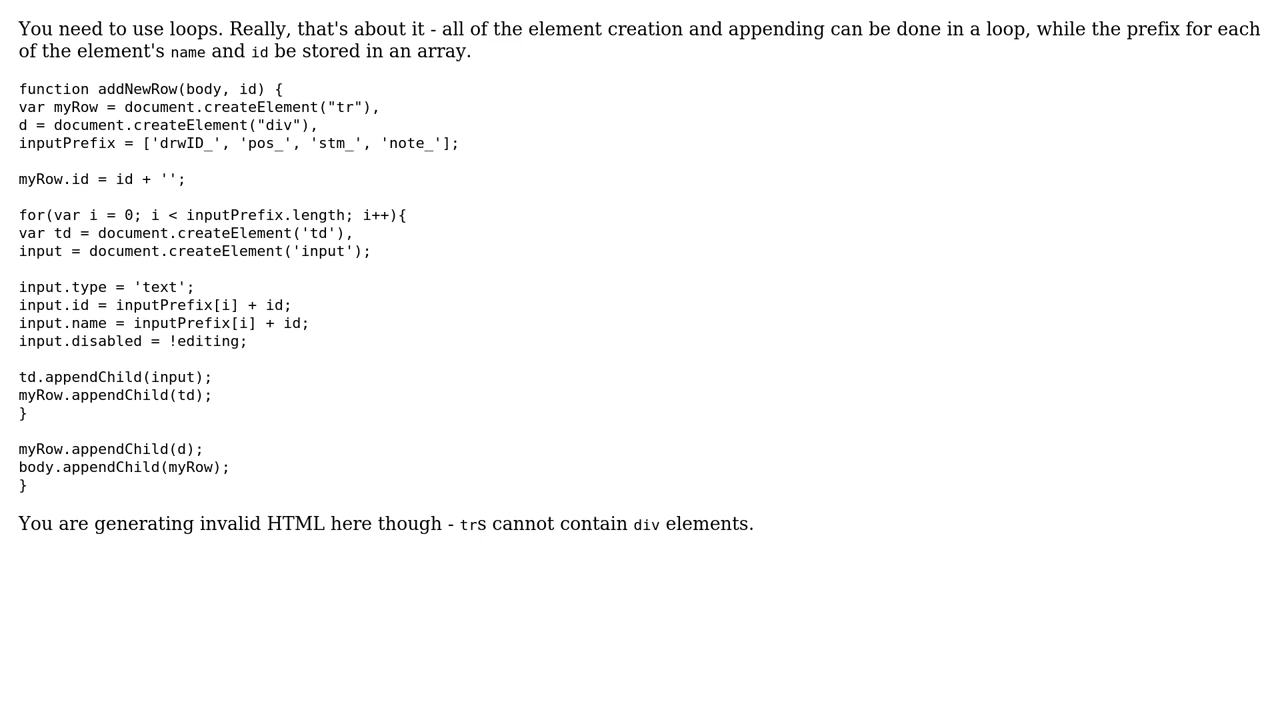 You need to use loops. Really, that's about it - all of the element creation and appending can be done in a loop, while the prefix for each
of the element's name and id be stored in an array.
function addNewRow(body, id) {
var myRow = document.createElement("tr"),
d = document.createElement("div"),
inputPrefix = ['drwID_', 'pos_', 'stm_', 'note_'];
myRow.id = id + '';
for(var i = 0; i < inputPrefix.length; i++){
var td = document.createElement('td'),
input = document.createElement('input');
input.type = 'text';
input.id = inputPrefix[i] + id;
input.name = inputPrefix[i] + id;
input.disabled = !editing;
td.appendChild(input);
myRow.appendChild(td);
}
myRow.appendChild(d);
body.appendChild(myRow);
}
You are generating invalid HTML here though - trs cannot contain div elements.